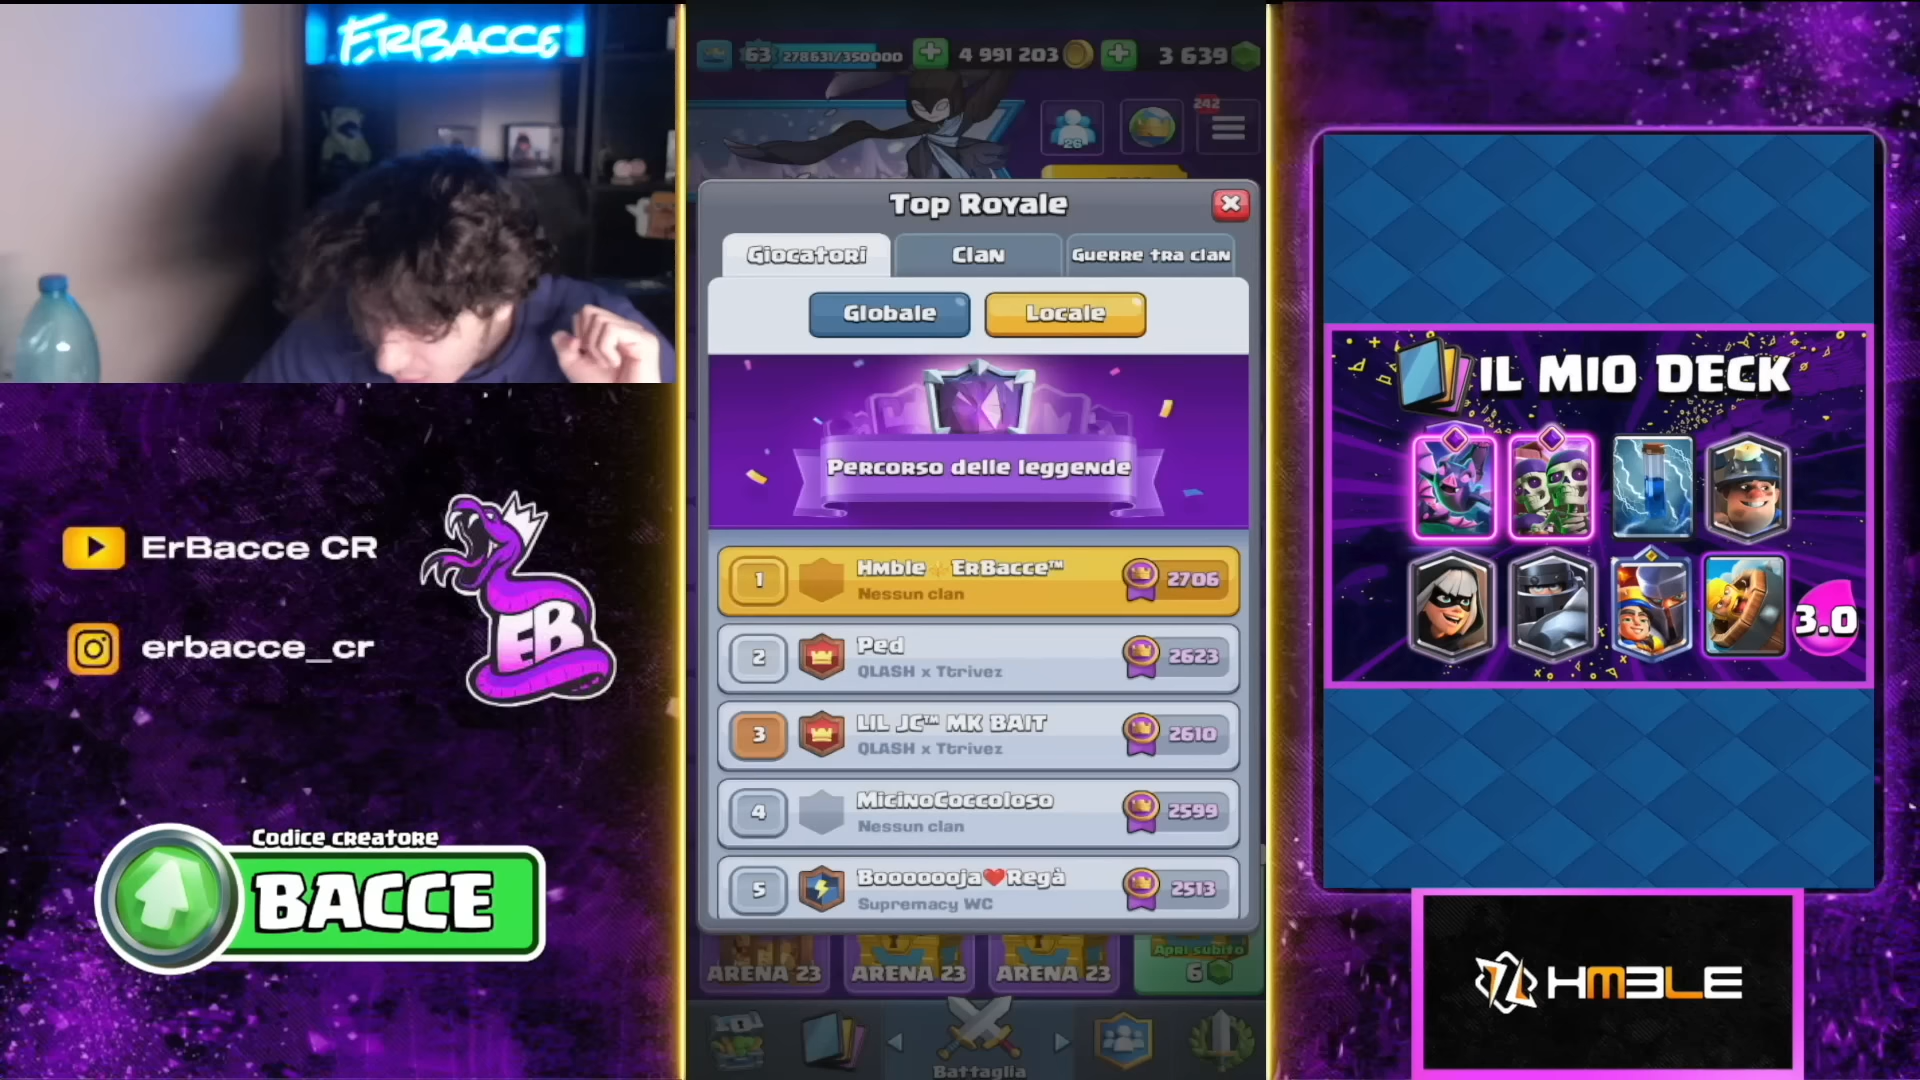 ERBACCE
ErBacce CR
erbacce_cr
EB
Codice creatore
BACCE
63
278631/350000
4 991 203
3 639
26
242
Top Royale
Giocatori
Clan
Guerre tra clan
Globale
Locale
Percorso delle leggende
1
Hmble ErBacce™
Nessun clan
2706
2
Ped
QLASH x Ttrivez
2623
3
LIL JC™ MK BAIT
QLASH x Ttrivez
2610
4
MicinoCoccoloso
Nessun clan
2599
5
Booooooja❤️Regà
Supremacy WC
2513
ARENA 23
ARENA 23
ARENA 23
Apri subito
6
Battaglia
IL MIO DECK
3.0
HM3LE